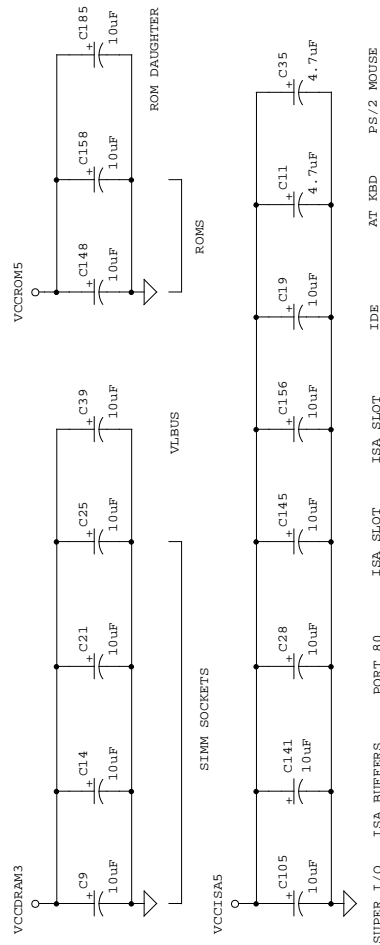 VCCDRAM3
C9
10uF
C14
10uF
C21
10uF
C25
10uF
C39
10uF
SIMM SOCKETS
VLBUS
VCCROM5
C148
10uF
C158
10uF
C185
10uF
ROMS
ROM DAUGHTER
VCCISA5
C105
10uF
C141
10uF
C28
10uF
C145
10uF
C156
10uF
C19
10uF
C11
4.7uF
C35
4.7uF
SUPER I/O
ISA BUFFERS
PORT 80
ISA SLOT
ISA SLOT
IDE
AT KBD
PS/2 MOUSE